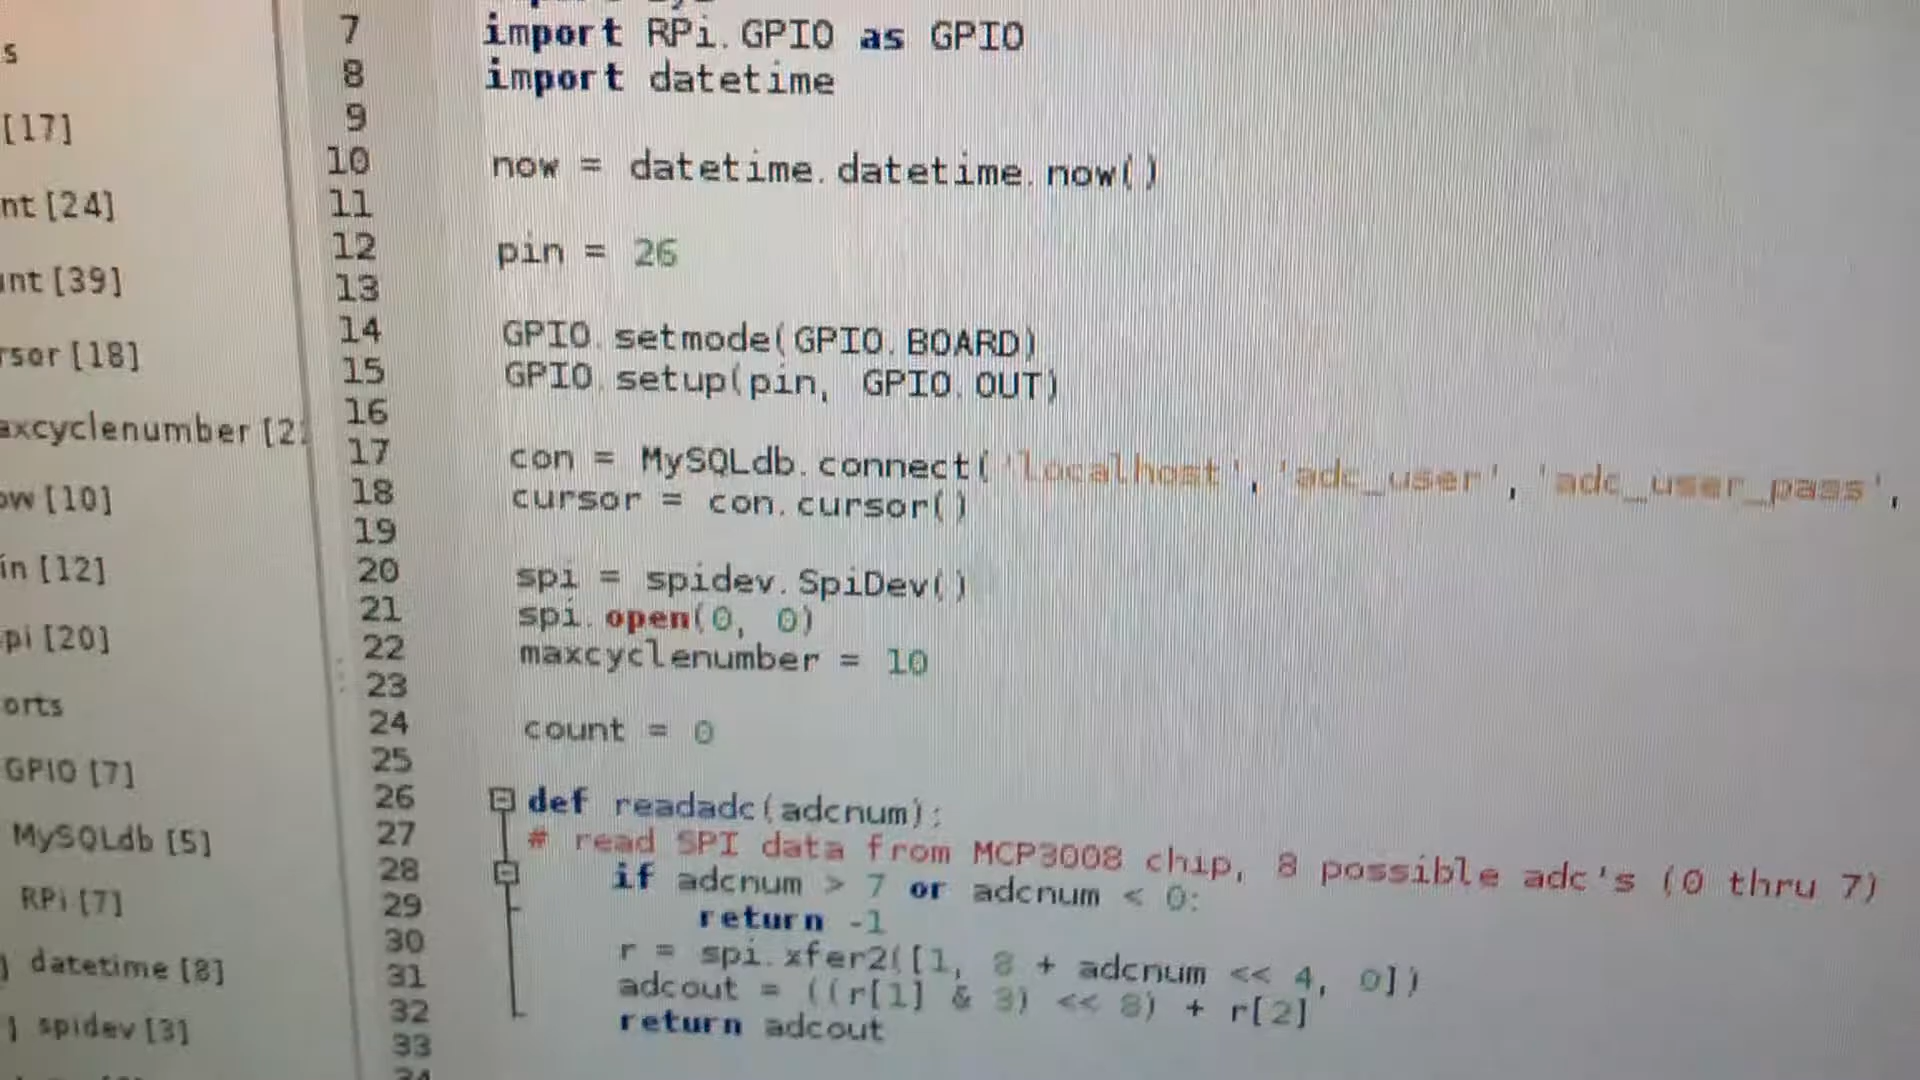 s
[17]
nt [24]
unt [39]
rsor [18]
axcyclenumber [2
ow [10]
in [12]
pi [20]
orts
GPIO [7]
MySQLdb [5]
RPi [7]
datetime [8]
spidev [3]
7 import RPi.GPIO as GPIO
8 import datetime
9
10 now = datetime.datetime.now()
11
12 pin = 26
13
14 GPIO.setmode(GPIO.BOARD)
15 GPIO.setup(pin, GPIO.OUT)
16
17 con = MySQLdb.connect('localhost', 'adc_user', 'adc_user_pass',
18 cursor = con.cursor()
19
20 spi = spidev.SpiDev()
21 spi.open(0, 0)
22 maxcyclenumber = 10
23
24 count = 0
25
26 def readadc(adcnum):
27 # read SPI data from MCP3008 chip, 8 possible adc's (0 thru 7)
28 if adcnum > 7 or adcnum < 0:
29 return -1
30 r = spi.xfer2([1, 8 + adcnum << 4, 0])
31 adcout = ((r[1] & 3) << 8) + r[2]
32 return adcout
33